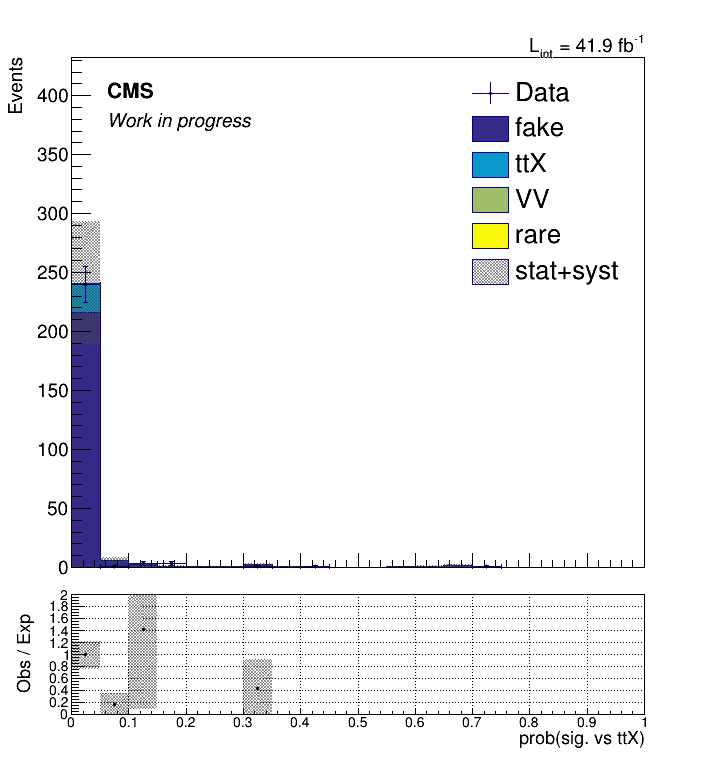 L_int = 41.9 fb^-1
Events
CMS
Work in progress
Data
fake
ttX
VV
rare
stat+syst
400
350
300
250
200
150
100
50
0
Obs / Exp
2
1.8
1.6
1.4
1.2
1
0.8
0.6
0.4
0.2
0
0 0.1 0.2 0.3 0.4 0.5 0.6 0.7 0.8 0.9 1
prob(sig. vs ttX)